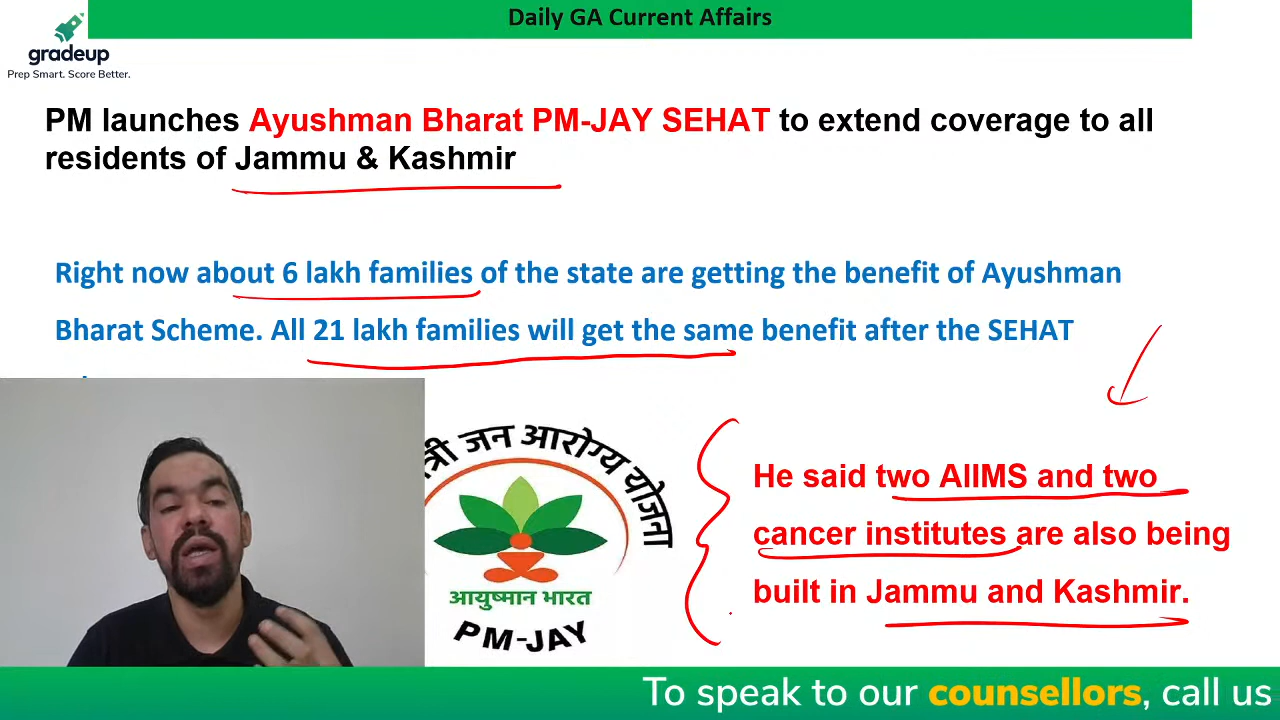 Daily GA Current Affairs
gradeup
Prep Smart. Score Better.
PM launches Ayushman Bharat PM-JAY SEHAT to extend coverage to all
residents of Jammu & Kashmir
Right now about 6 lakh families of the state are getting the benefit of Ayushman
Bharat Scheme. All 21 lakh families will get the same benefit after the SEHAT
जन आरोग्य योजना
आयुष्मान भारत
PM-JAY
He said two AIIMS and two
cancer institutes are also being
built in Jammu and Kashmir.
To speak to our counsellors, call us